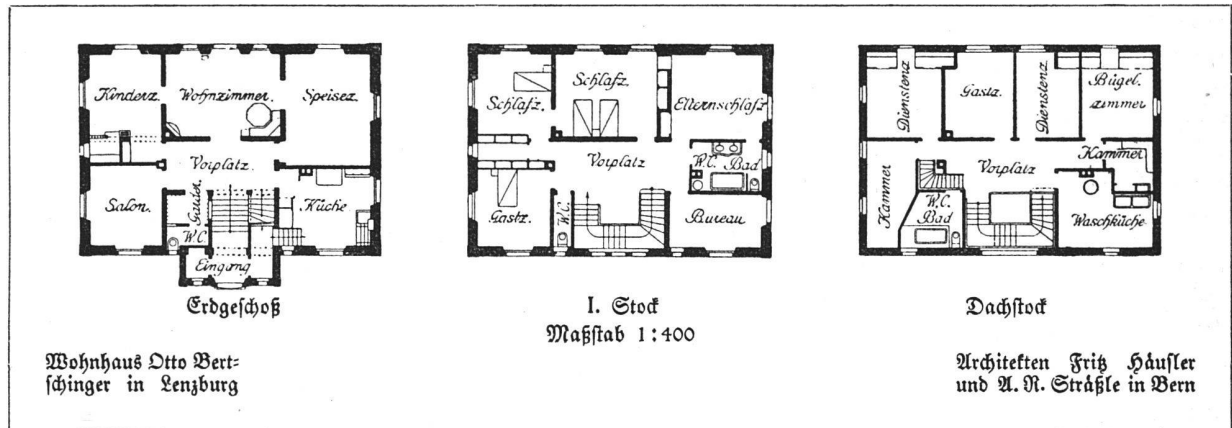 Kinderz.
Wohnzimmer.
Speisez.
Vorplatz.
Salon.
Garder.
W.C.
Küche
Eingang
Erdgeschoß
Schlafz.
Schlafz.
Elternschlafz
Vorplatz
W.C. Bad
Gastz.
W.C.
Bureau
I. Stock
Maßstab 1:400
Dienstenz
Gastz.
Dienstenz
Bügel.
zimmer
Kammer
Vorplatz
Kammer
W.C.
Bad
Waschküche
Dachstock
Wohnhaus Otto Bert-
schinger in Lenzburg
Architekten Fritz Häusler
und A. R. Sträßle in Bern